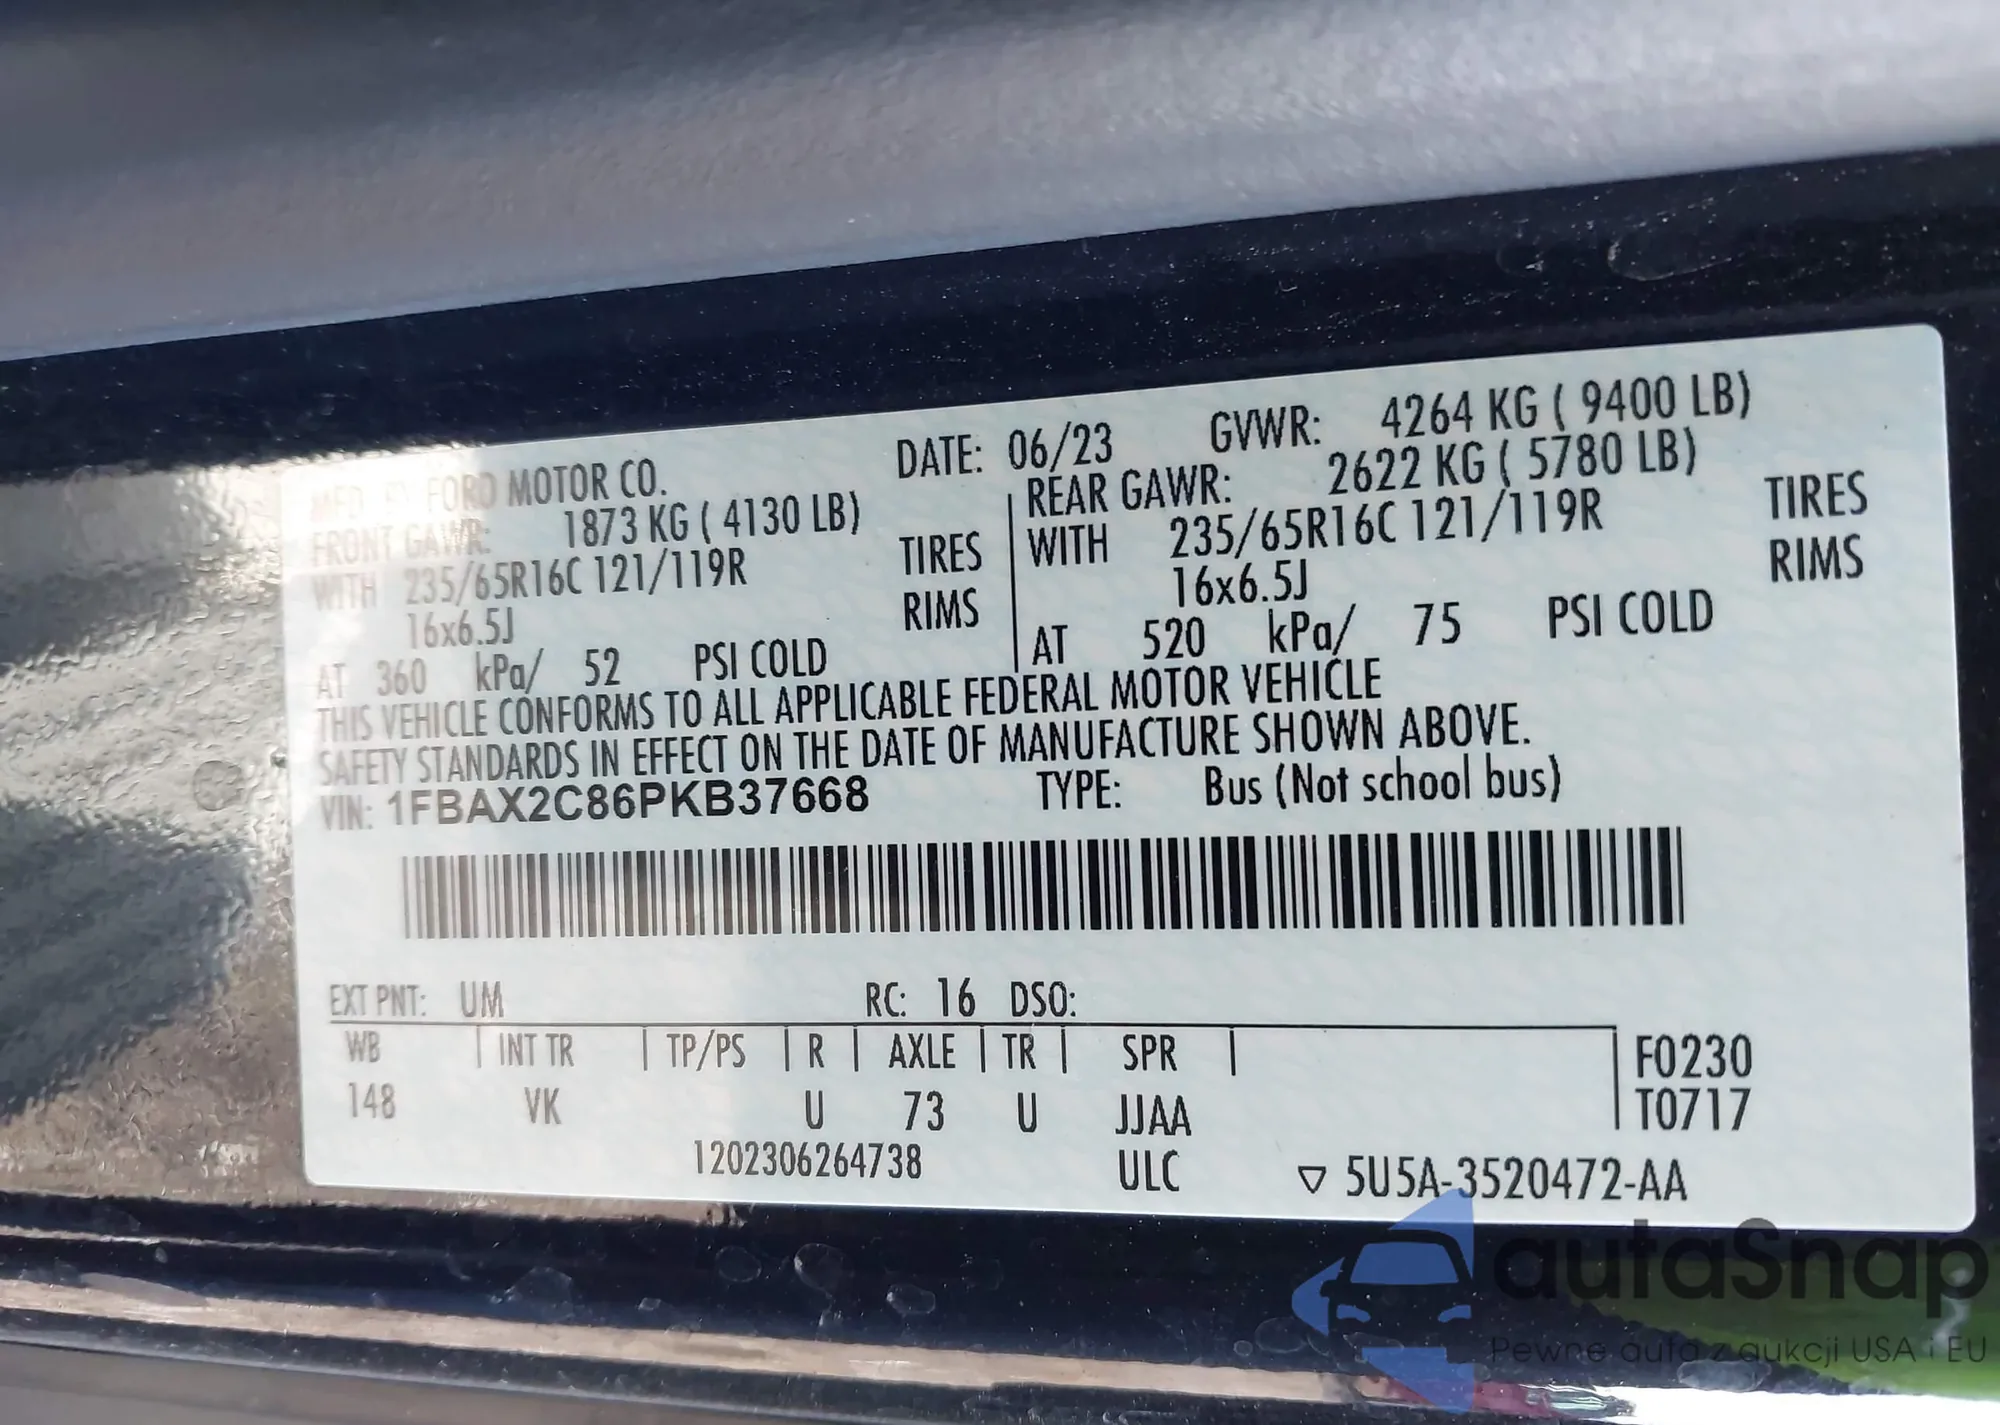 MFD. BY FORD MOTOR CO. DATE: 06/23 GVWR: 4264 KG ( 9400 LB)
FRONT GAWR: 1873 KG ( 4130 LB) REAR GAWR: 2622 KG ( 5780 LB)
WITH 235/65R16C 121/119R TIRES WITH 235/65R16C 121/119R TIRES
16x6.5J RIMS 16x6.5J RIMS
AT 360 kPa/ 52 PSI COLD AT 520 kPa/ 75 PSI COLD
THIS VEHICLE CONFORMS TO ALL APPLICABLE FEDERAL MOTOR VEHICLE
SAFETY STANDARDS IN EFFECT ON THE DATE OF MANUFACTURE SHOWN ABOVE.
VIN: 1FBAX2C86PKB37668 TYPE: Bus (Not school bus)
EXT PNT: UM RC: 16 DSO:
WB INT TR TP/PS R AXLE TR SPR F0230
148 VK U 73 U JJAA T0717
1202306264738 ULC ▽ 5U5A-3520472-AA
autaSnap
Pewne auta z aukcji USA i EU